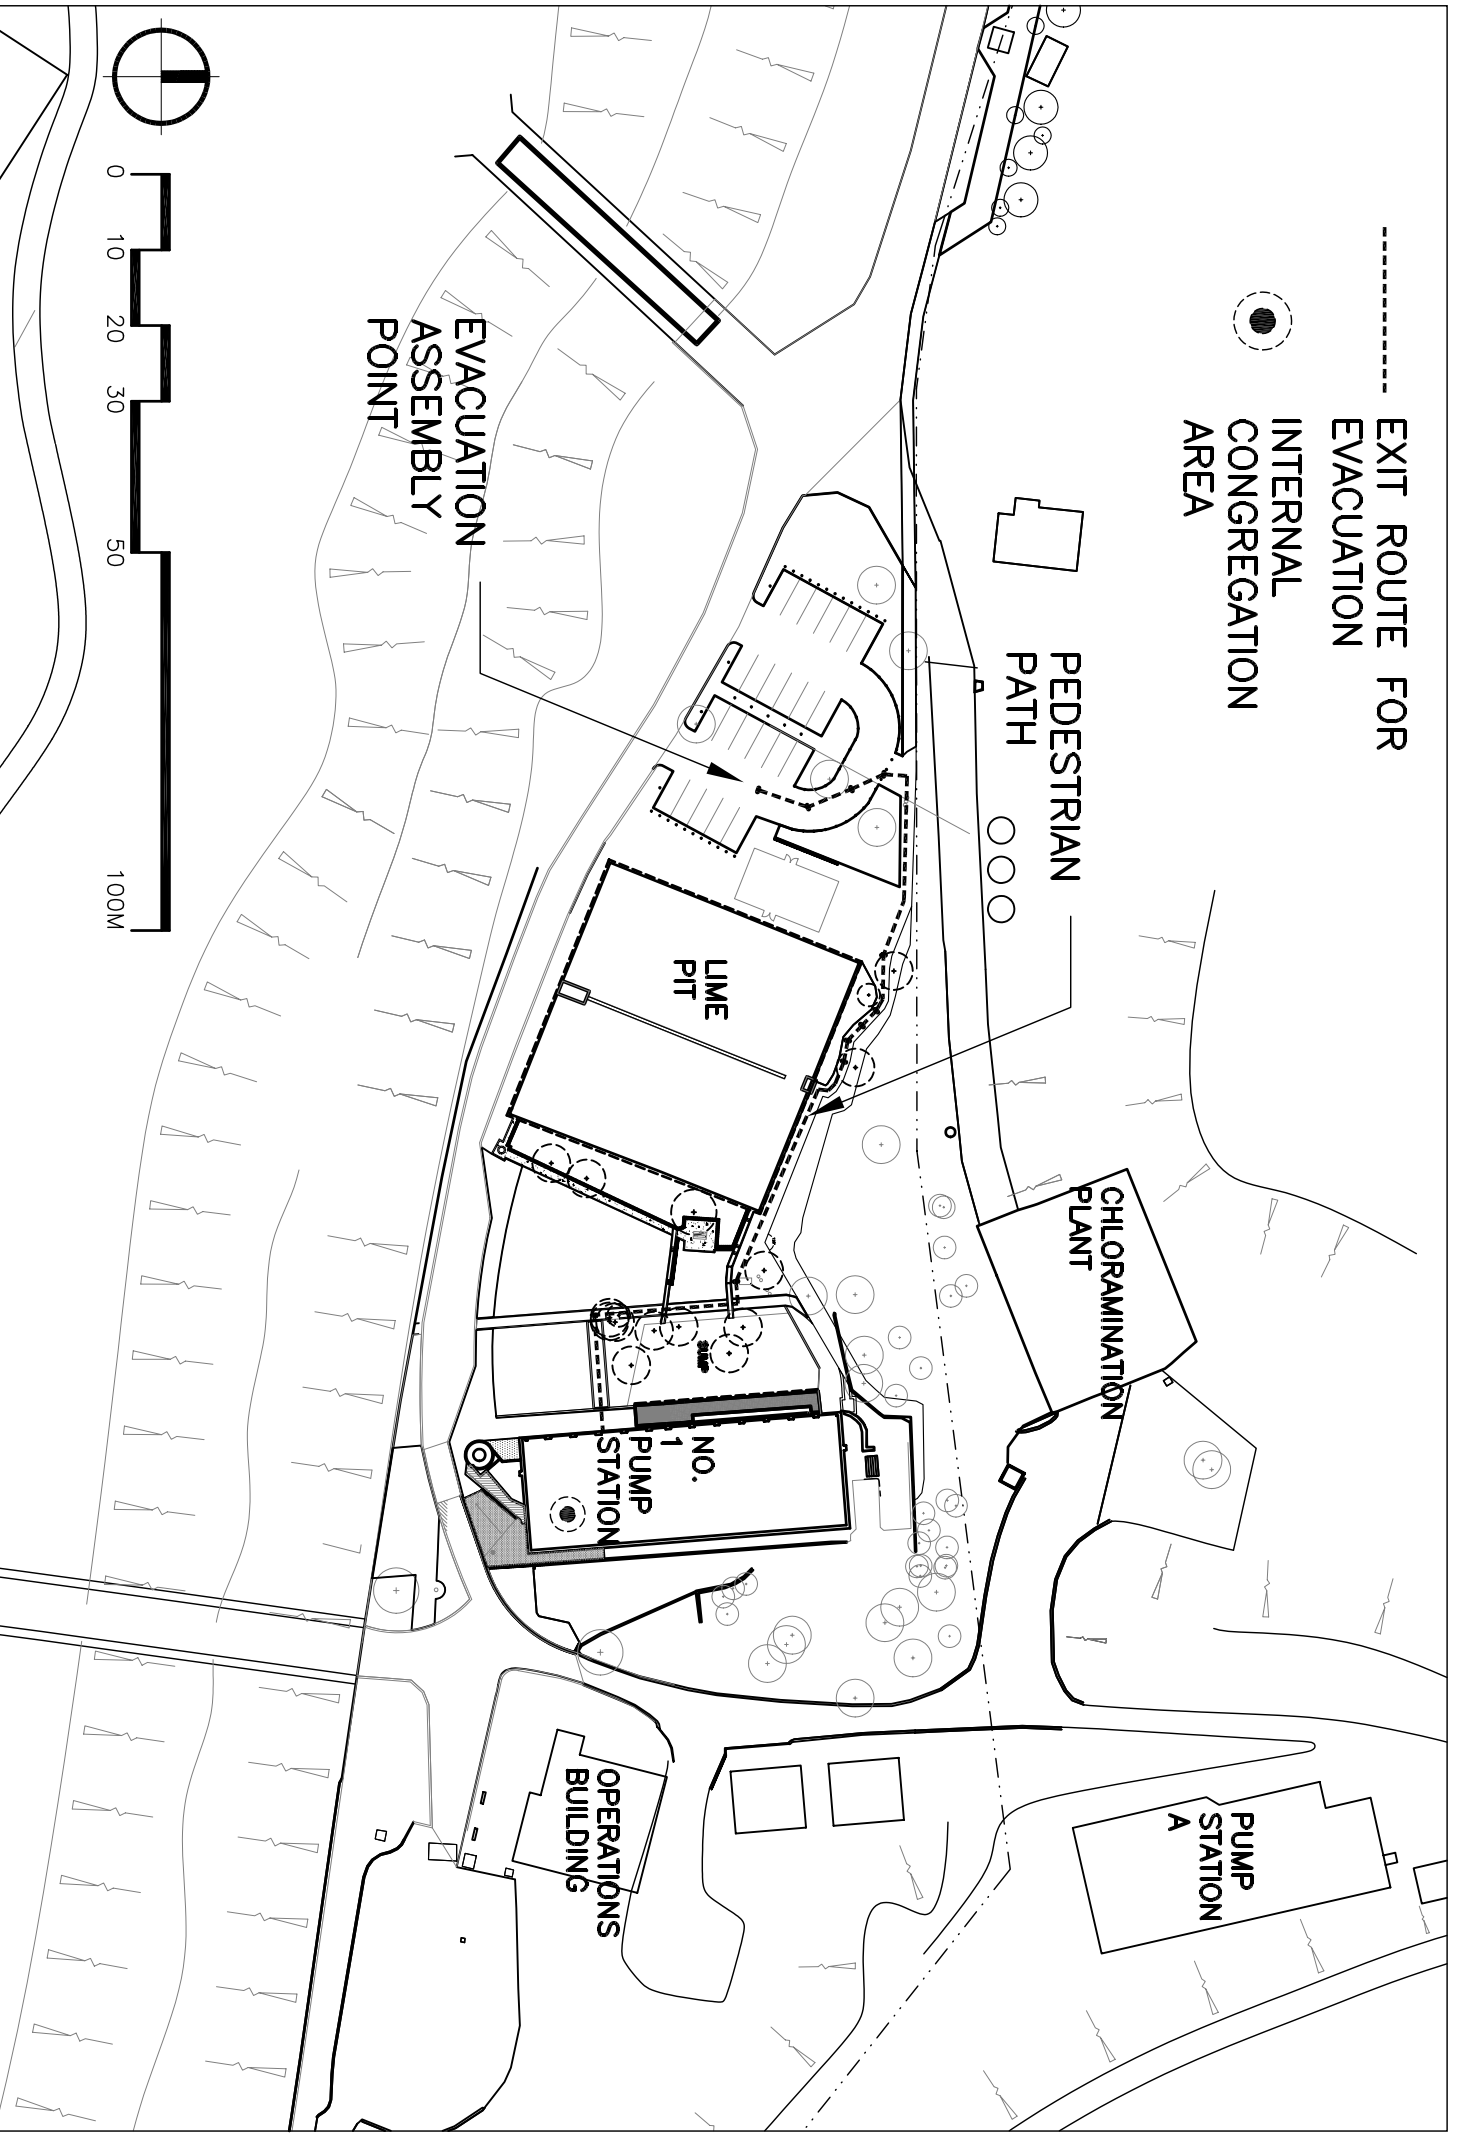 EXIT ROUTE FOR
EVACUATION
INTERNAL
CONGREGATION
AREA
PEDESTRIAN
PATH
CHLORAMINATION
PLANT
PUMP
STATION
A
LIME
PIT
SUMP
NO.
1
PUMP
STATION
OPERATIONS
BUILDING
EVACUATION
ASSEMBLY
POINT
0 10 20 30 50 100M